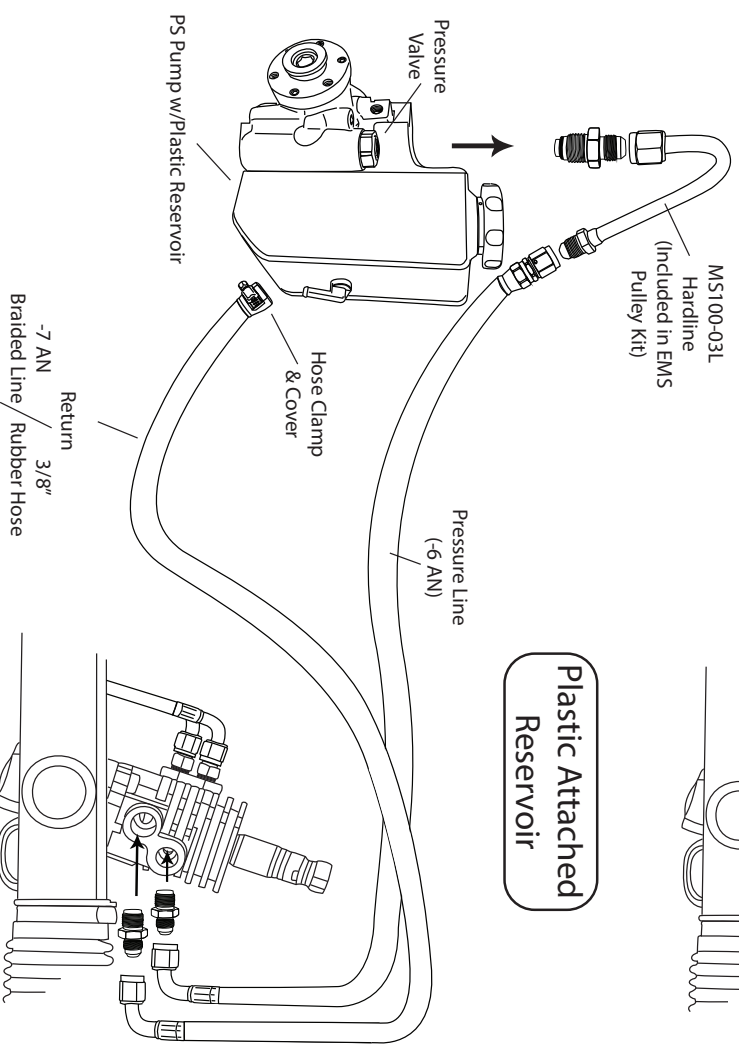 MS100-03L
Hardline
(Included in EMS
Pulley Kit)
Pressure
Valve
PS Pump w/Plastic Reservoir
Hose Clamp
& Cover
Pressure Line
(-6 AN)
Return
-7 AN
Braided Line
3/8"
Rubber Hose
Plastic Attached
Reservoir